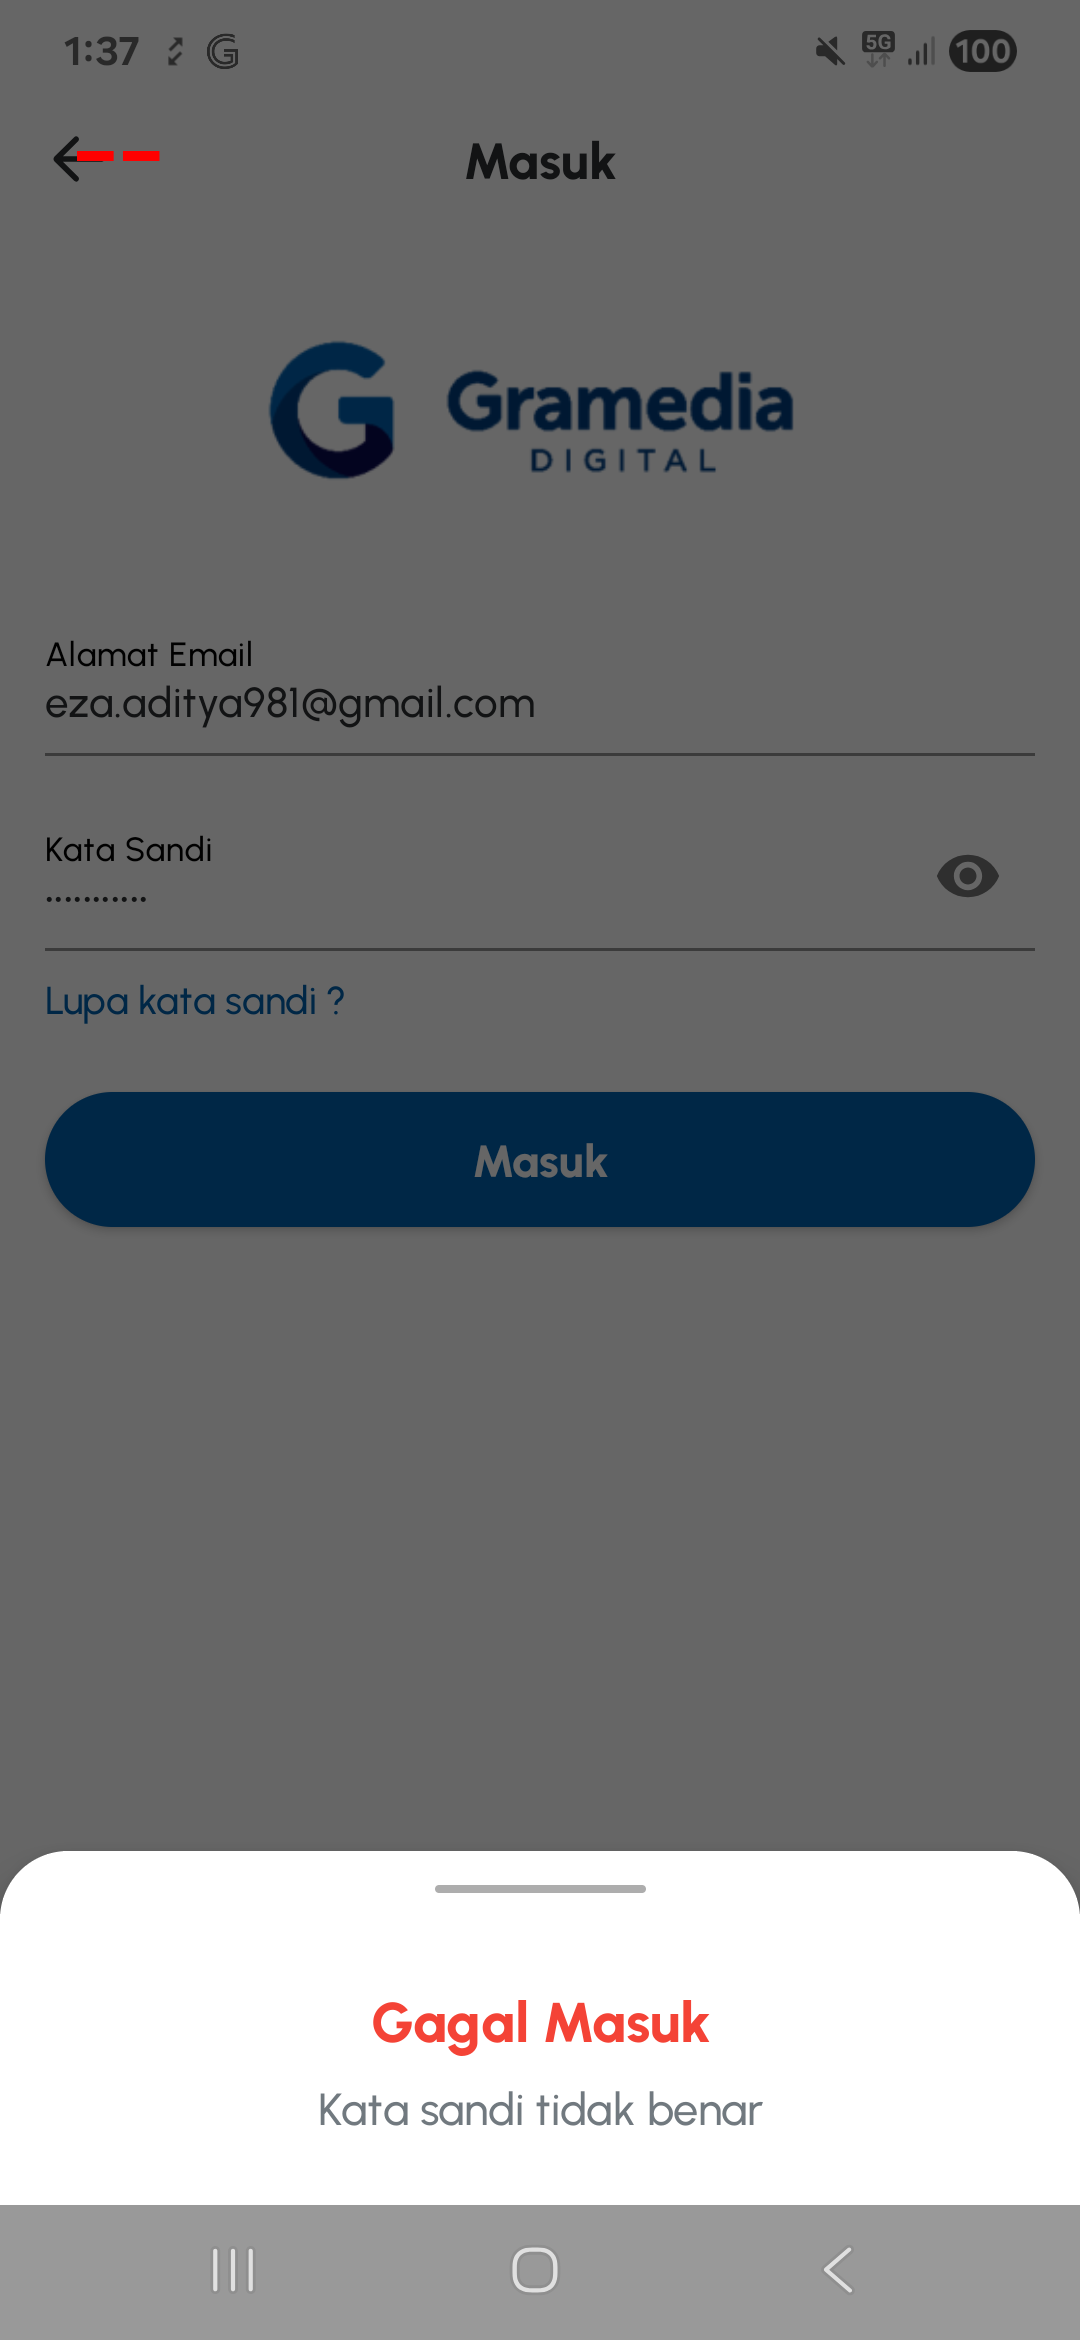 1:37
5G
100
Masuk
Gramedia
DIGITAL
Alamat Email
eza.aditya981@gmail.com
Kata Sandi
•••••••••••
Lupa kata sandi ?
Masuk
Gagal Masuk
Kata sandi tidak benar